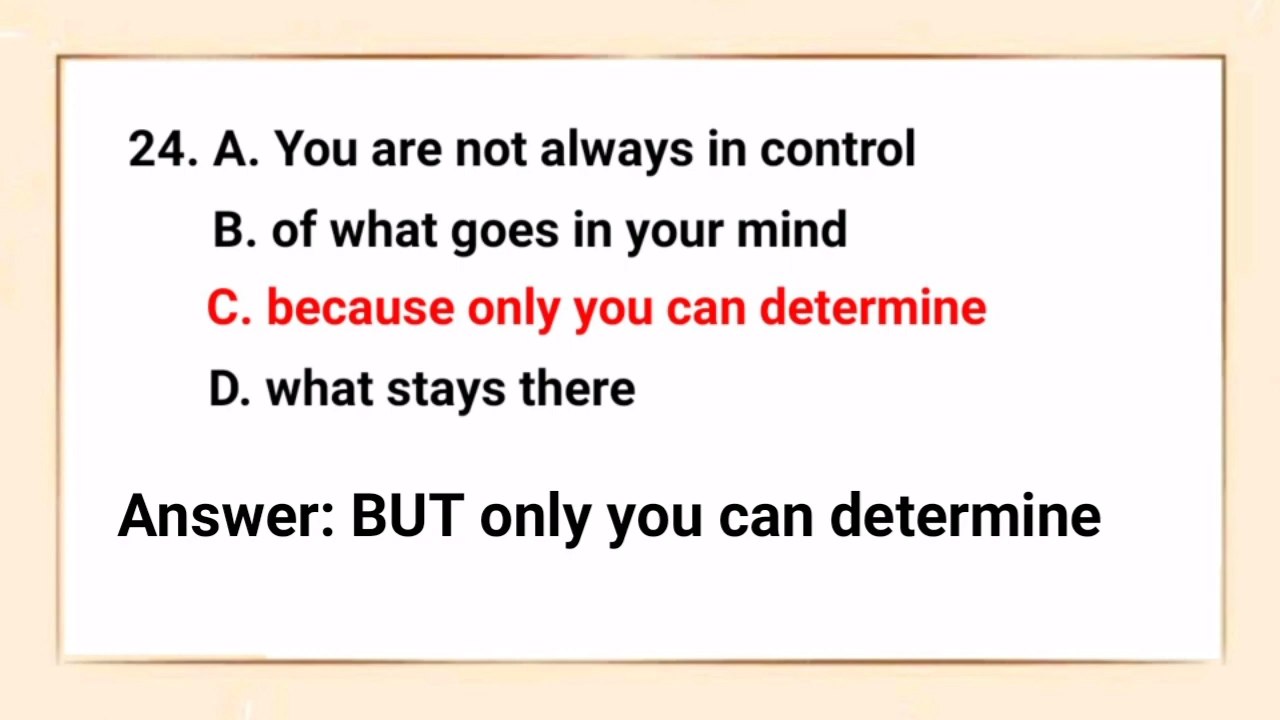 24. A. You are not always in control
B. of what goes in your mind
C. because only you can determine
D. what stays there
Answer: BUT only you can determine